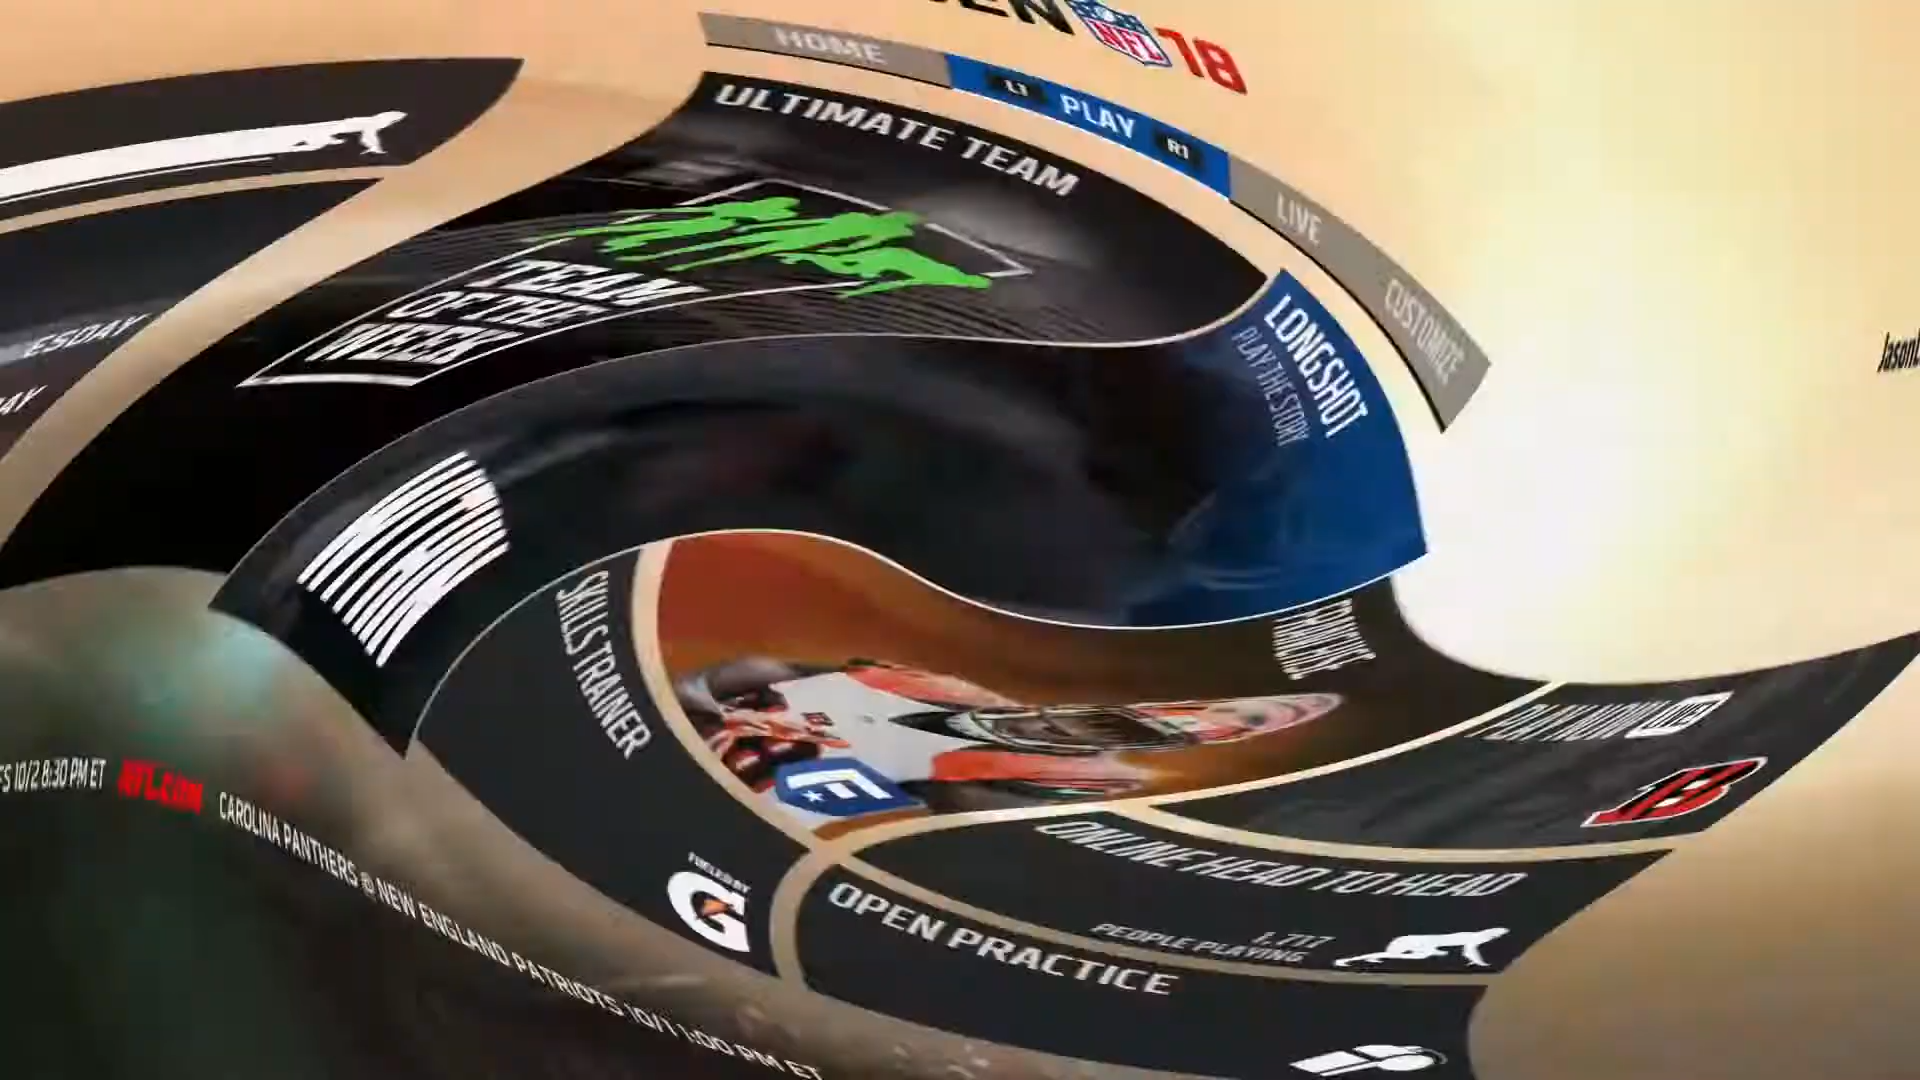 NFL 18
HOME
L1 PLAY R1
LIVE
CUSTOMIZE
ULTIMATE TEAM
TEAM
OF THE
WEEK
LONGSHOT
PLAY THE STORY
ESDAY
AY
SKILLS TRAINER
FUELED BY
G
PLAY NOW
B
ONLINE HEAD TO HEAD
1,717
PEOPLE PLAYING
OPEN PRACTICE
10/2 8:30 PM ET NFL.COM CAROLINA PANTHERS @ NEW ENGLAND PATRIOTS 10/1 1:00 PM ET